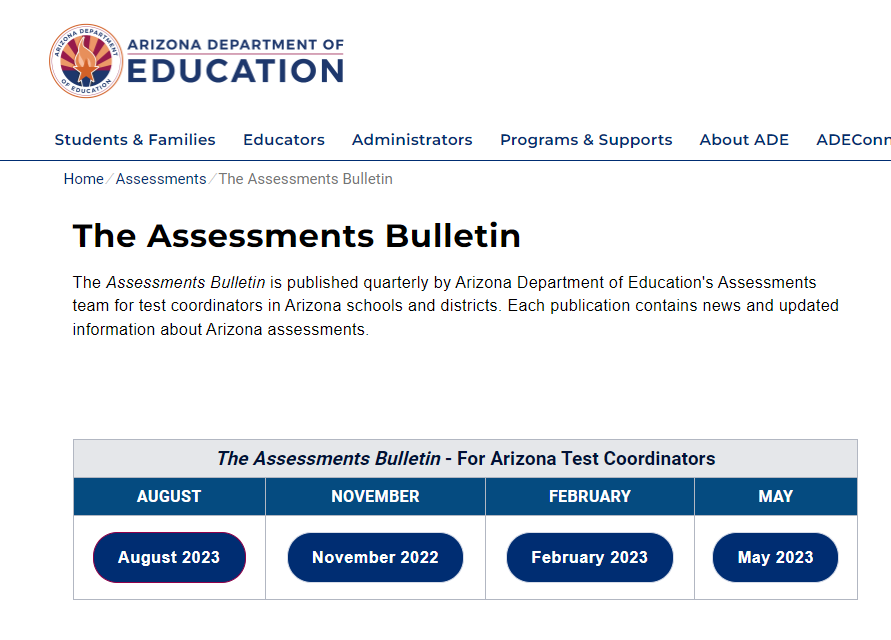 ARIZONA DEPARTMENT
OF EDUCATION
ARIZONA DEPARTMENT OF
EDUCATION
Students & Families Educators Administrators Programs & Supports About ADE ADEConn
Home / Assessments / The Assessments Bulletin
The Assessments Bulletin
The Assessments Bulletin is published quarterly by Arizona Department of Education's Assessments
team for test coordinators in Arizona schools and districts. Each publication contains news and updated
information about Arizona assessments.
The Assessments Bulletin - For Arizona Test Coordinators
AUGUST NOVEMBER FEBRUARY MAY
August 2023 November 2022 February 2023 May 2023